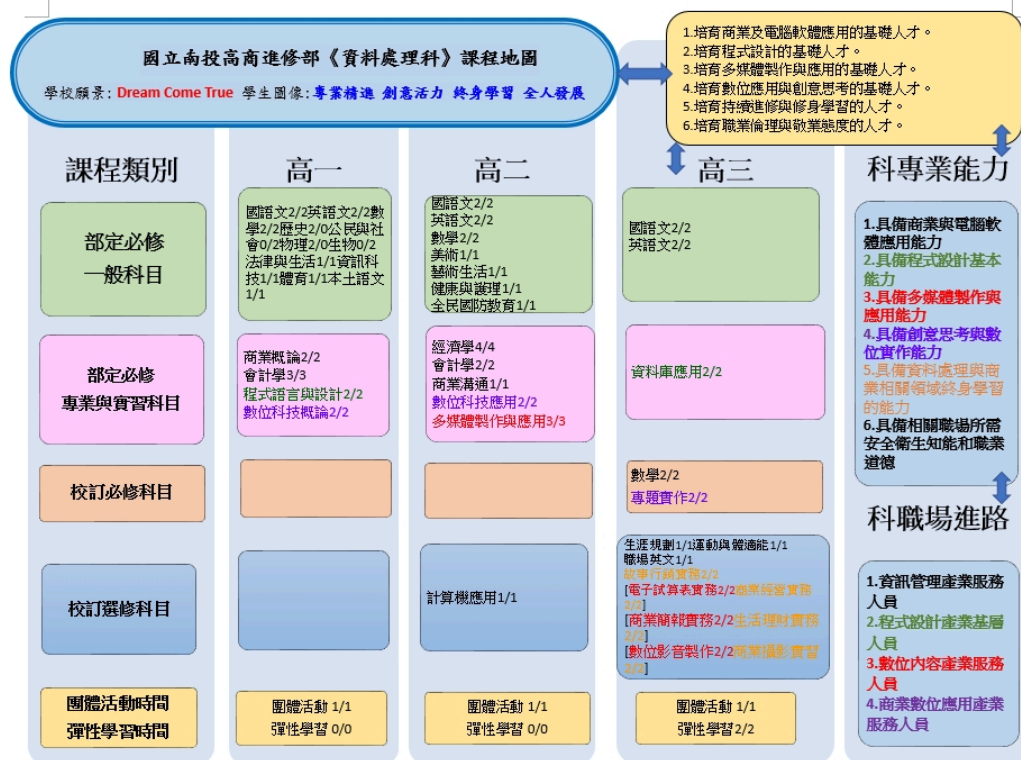 國立南投高商進修部《資料處理科》課程地圖
學校願景: Dream Come True 學生圖像:專業精進 創意活力 終身學習 全人發展
1.培育商業及電腦軟體應用的基礎人才。
2.培育程式設計的基礎人才。
3.培育多媒體製作與應用的基礎人才。
4.培育數位應用與創意思考的基礎人才。
5.培育持續進修與修身學習的人才。
6.培育職業倫理與敬業態度的人才。
課程類別
高一
高二
高三
科專業能力
部定必修
一般科目
國語文2/2英語文2/2數
學2/2歷史2/0公民與社
會0/2物理2/0生物0/2
法律與生活1/1資訊科
技1/1體育1/1本土語文
1/1
國語文2/2
英語文2/2
數學2/2
美術1/1
藝術生活1/1
健康與護理1/1
全民國防教育1/1
國語文2/2
英語文2/2
1.具備商業與電腦軟
體應用能力
2.具備程式設計基本
能力
3.具備多媒體製作與
應用能力
4.具備創意思考與數
位實作能力
5.具備資料處理與商
業相關領域終身學習
的能力
6.具備相關職場所需
安全衛生知能和職業
道德
部定必修
專業與實習科目
商業概論2/2
會計學3/3
程式語言與設計2/2
數位科技概論2/2
經濟學4/4
會計學2/2
商業溝通1/1
數位科技應用2/2
多媒體製作與應用3/3
資料庫應用2/2
校訂必修科目
數學2/2
專題實作2/2
科職場進路
校訂選修科目
計算機應用1/1
生涯規劃1/1運動與體適能1/1
職場英文1/1
故事行銷實務2/2
[電子試算表實務2/2商業經營實務
2/2]
[商業簡報實務2/2生活理財實務
2/2]
[數位影音製作2/2商業攝影實習
2/2]
1.資訊管理產業服務
人員
2.程式設計產業基層
人員
3.數位內容產業服務
人員
4.商業數位應用產業
服務人員
團體活動時間
彈性學習時間
團體活動 1/1
彈性學習 0/0
團體活動 1/1
彈性學習 0/0
團體活動 1/1
彈性學習 2/2